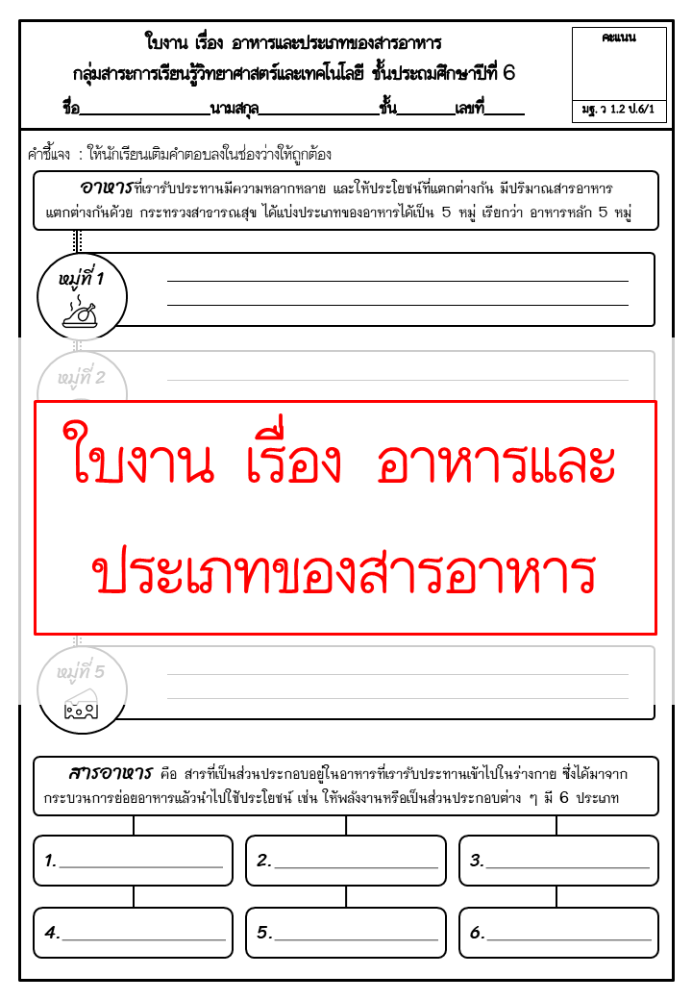 ใบงาน เรื่อง อาหารและประเภทของสารอาหาร
กลุ่มสาระการเรียนรู้วิทยาศาสตร์และเทคโนโลยี ชั้นประถมศึกษาปีที่ 6
ชื่อ________นามสกุล________ชั้น________เลขที่________
คะแนน
มฐ. ว 1.2 ป.6/1
คำชี้แจง : ให้นักเรียนเติมคำตอบลงในช่องว่างให้ถูกต้อง
อาหารที่เรารับประทานมีความหลากหลาย และให้ประโยชน์ที่แตกต่างกัน มีปริมาณสารอาหาร
แตกต่างกันด้วย กระทรวงสาธารณสุข ได้แบ่งประเภทของอาหารได้เป็น 5 หมู่ เรียกว่า อาหารหลัก 5 หมู่
หมู่ที่ 1
หมู่ที่ 2
ใบงาน เรื่อง อาหารและ
ประเภทของสารอาหาร
หมู่ที่ 5
สารอาหาร คือ สารที่เป็นส่วนประกอบอยู่ในอาหารที่เรารับประทานเข้าไปในร่างกาย ซึ่งได้มาจาก
กระบวนการย่อยอาหารแล้วนำไปใช้ประโยชน์ เช่น ให้พลังงานหรือเป็นส่วนประกอบต่าง ๆ มี 6 ประเภท
1.________ 2.________ 3.________
4.________ 5.________ 6.________